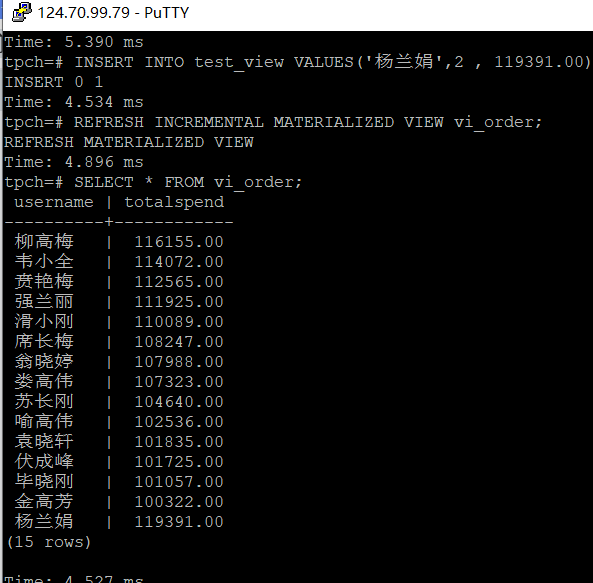 124.70.99.79 - PuTTY
Time: 5.390 ms
tpch=# INSERT INTO test_view VALUES('杨兰娟',2 , 119391.00)
INSERT 0 1
Time: 4.534 ms
tpch=# REFRESH INCREMENTAL MATERIALIZED VIEW vi_order;
REFRESH MATERIALIZED VIEW
Time: 4.896 ms
tpch=# SELECT * FROM vi_order;
 username | totalspend
----------+------------
 柳高梅   |  116155.00
 韦小全   |  114072.00
 贲艳梅   |  112565.00
 强兰丽   |  111925.00
 滑小刚   |  110089.00
 席长梅   |  108247.00
 翁晓婷   |  107988.00
 娄高伟   |  107323.00
 苏长刚   |  104640.00
 喻高伟   |  102536.00
 袁晓轩   |  101835.00
 伏成峰   |  101725.00
 毕晓刚   |  101057.00
 金高芳   |  100322.00
 杨兰娟   |  119391.00
(15 rows)
Time: 4.527 ms